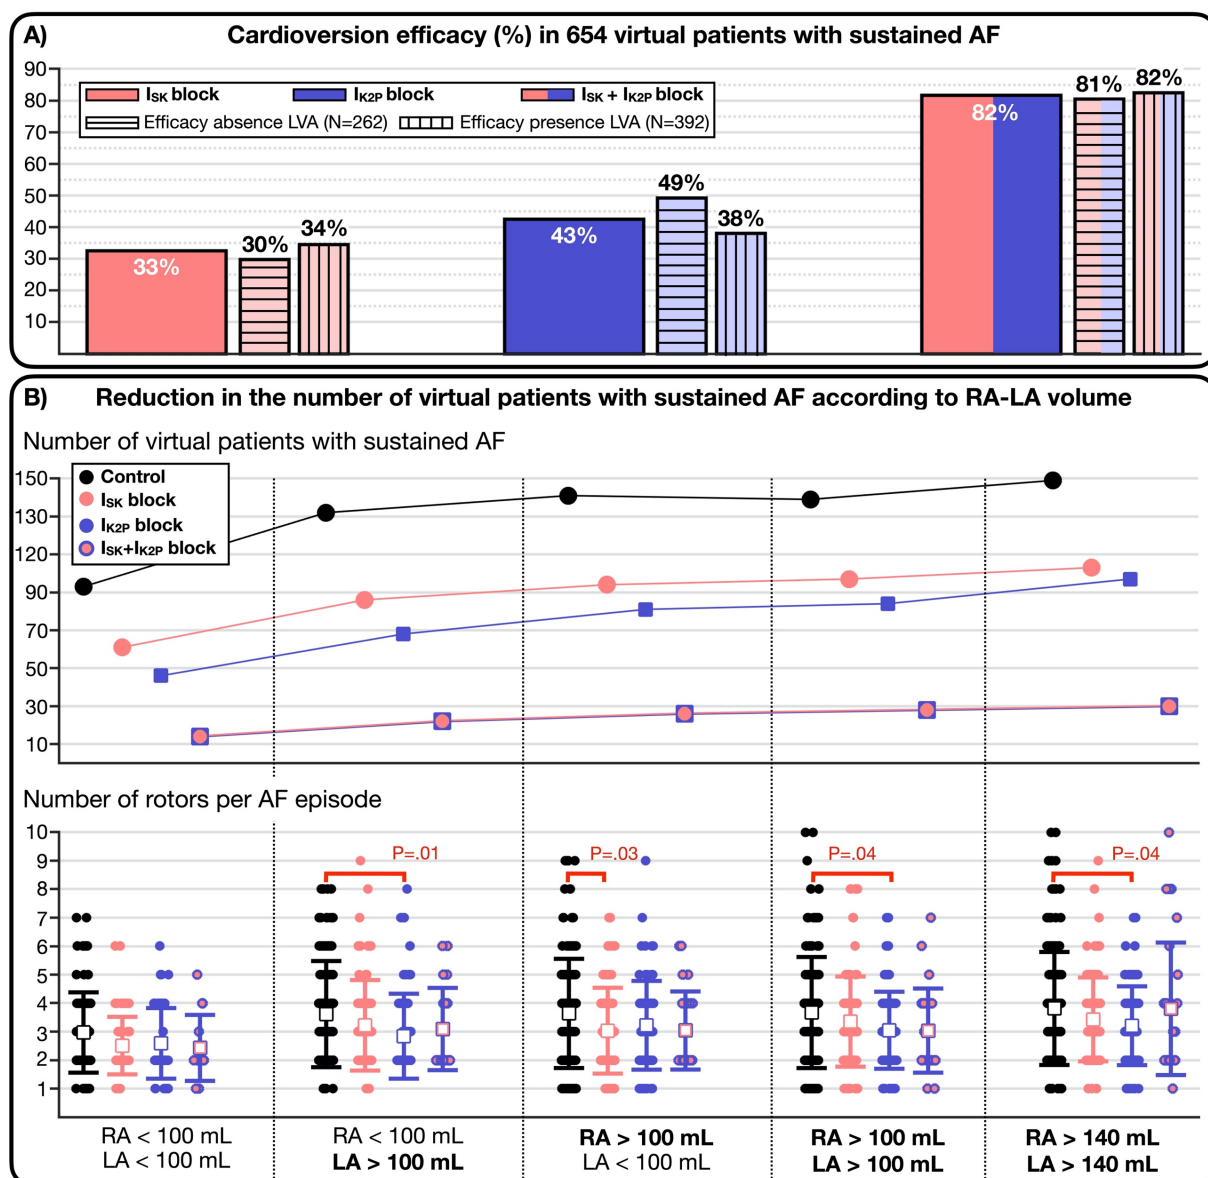 A) Cardioversion efficacy (%) in 654 virtual patients with sustained AF
90
80
70
60
50
40
30
20
10
ISK block IK2P block ISK + IK2P block
Efficacy absence LVA (N=262) Efficacy presence LVA (N=392)
33% 30% 34%
43% 49% 38%
82% 81% 82%
B) Reduction in the number of virtual patients with sustained AF according to RA-LA volume
Number of virtual patients with sustained AF
150
130
120
90
70
50
30
10
Control
ISK block
IK2P block
ISK+IK2P block
Number of rotors per AF episode
10
9
8
7
6
5
4
3
2
1
P=.01 P=.03 P=.04 P=.04
RA < 100 mL RA < 100 mL RA > 100 mL RA > 100 mL RA > 140 mL
LA < 100 mL LA > 100 mL LA < 100 mL LA > 100 mL LA > 140 mL